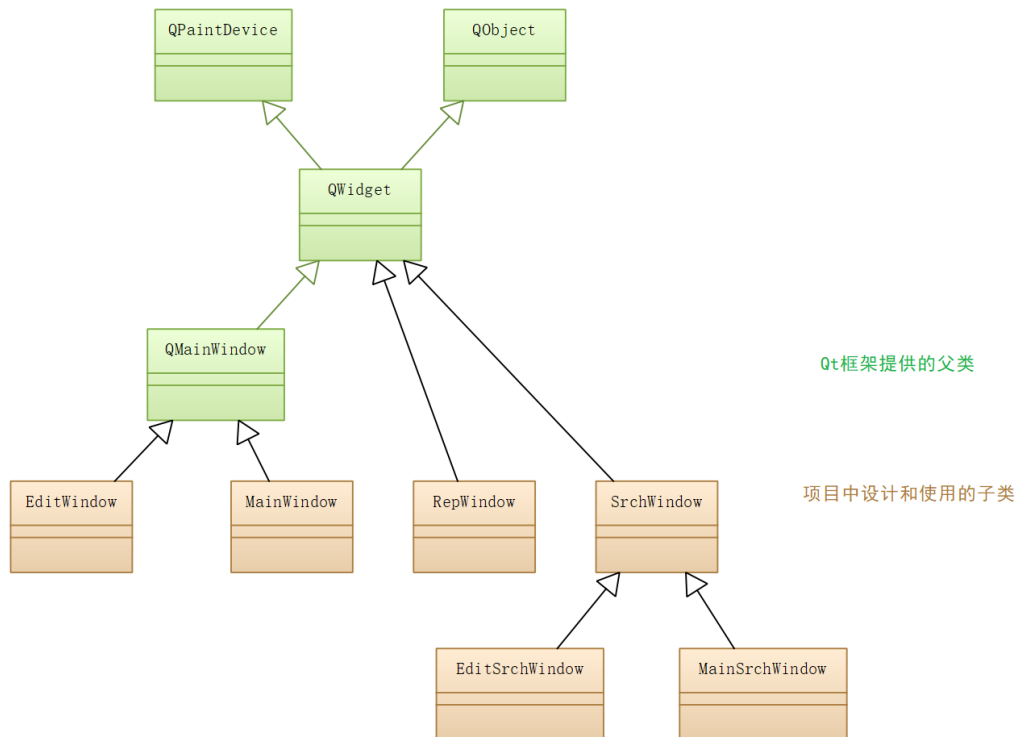 QPaintDevice
QObject
QWidget
QMainWindow
Qt框架提供的父类
EditWindow
MainWindow
RepWindow
SrchWindow
项目中设计和使用的子类
EditSrchWindow
MainSrchWindow